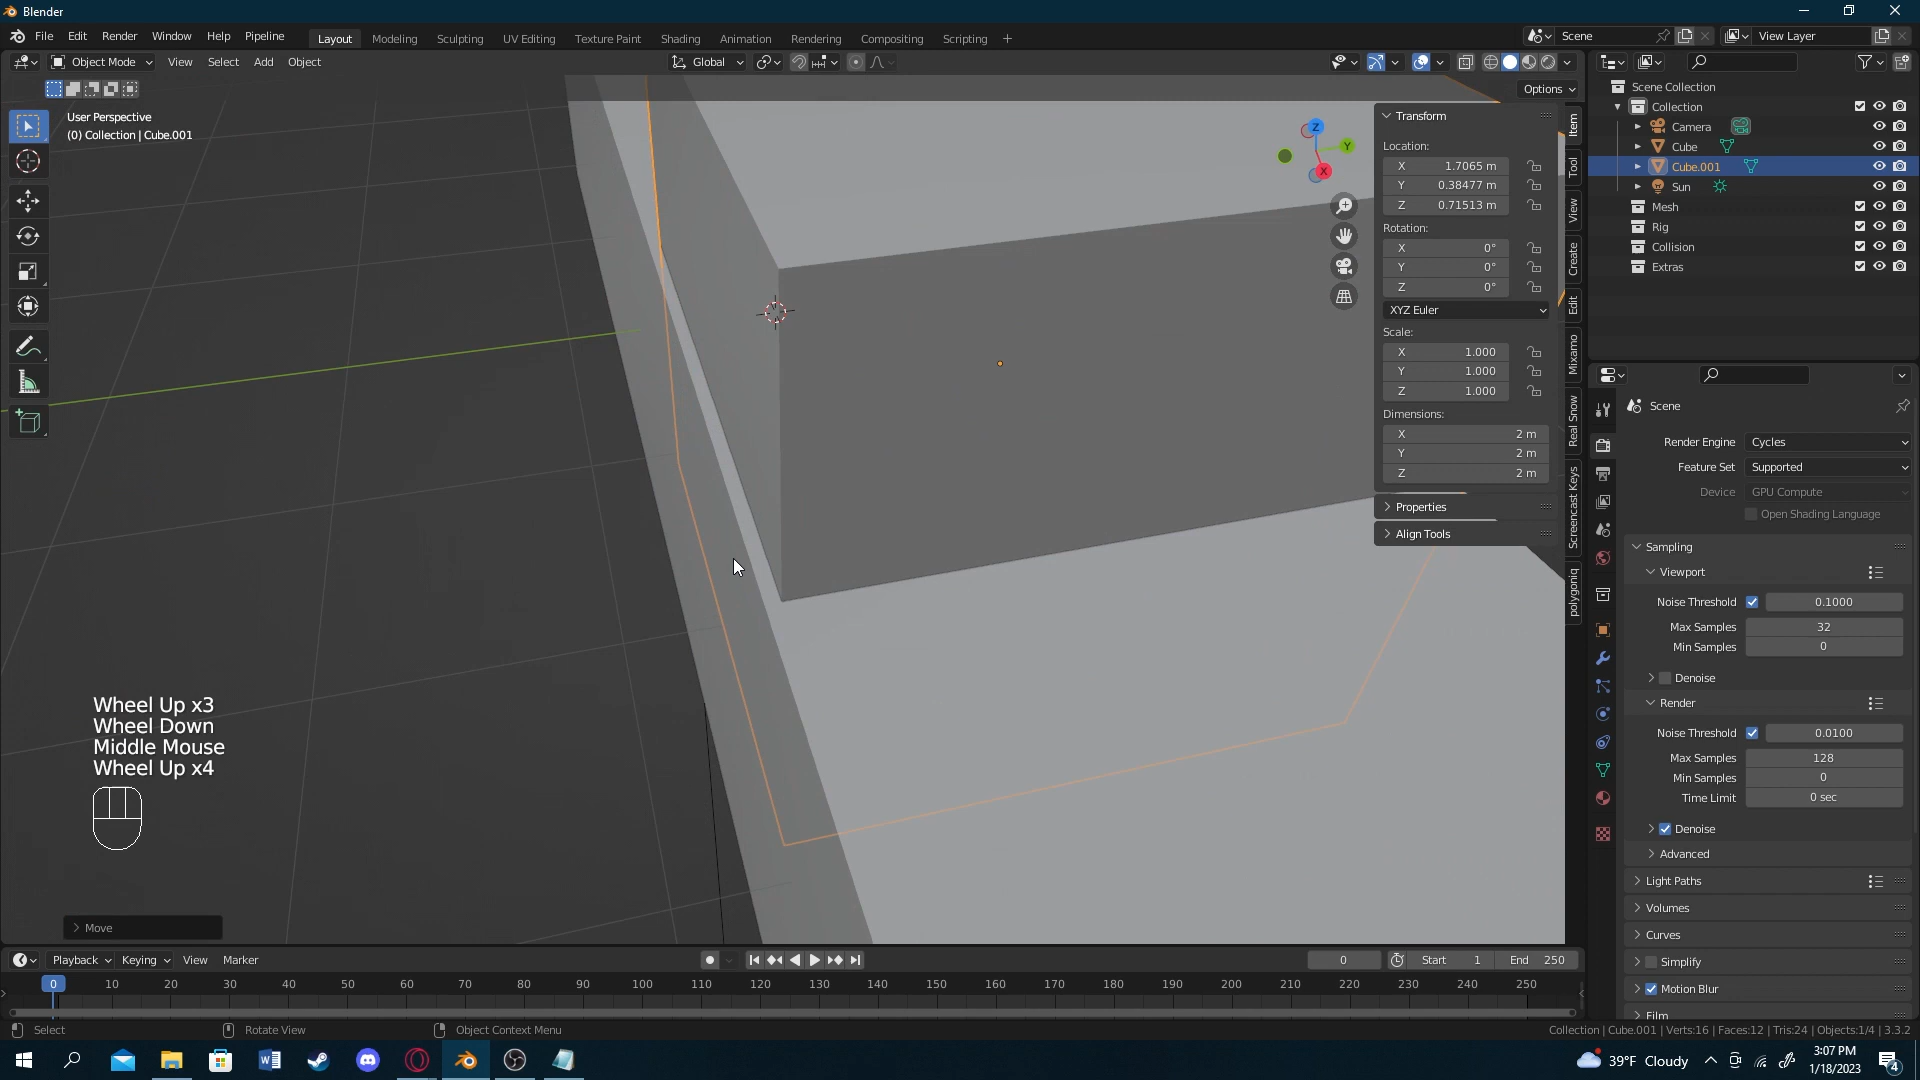 Blender
File Edit Render Window Help Pipeline Layout Modeling Sculpting UV Editing Texture Paint Shading Animation Rendering Compositing Scripting + Scene View Layer
Object Mode View Select Add Object Global
Options
User Perspective
(0) Collection | Cube.001
Z
Y
X
Transform
Location:
X 1.7065 m
Y 0.38477 m
Z 0.71513 m
Rotation:
X 0°
Y 0°
Z 0°
XYZ Euler
Scale:
X 1.000
Y 1.000
Z 1.000
Dimensions:
X 2 m
Y 2 m
Z 2 m
Properties
Align Tools
Item
Tool
View
Create
Edit
Mixamo
Real Snow
Screencast Keys
polygoniq
Scene Collection
Collection
Camera
Cube
Cube.001
Sun
Mesh
Rig
Collision
Extras
Scene
Render Engine Cycles
Feature Set Supported
Device GPU Compute
Open Shading Language
Sampling
Viewport
Noise Threshold 0.1000
Max Samples 32
Min Samples 0
Denoise
Render
Noise Threshold 0.0100
Max Samples 128
Min Samples 0
Time Limit 0 sec
Denoise
Advanced
Light Paths
Volumes
Curves
Simplify
Motion Blur
Film
Wheel Up x3
Wheel Down
Middle Mouse
Wheel Up x4
Move
Playback Keying View Marker 0 Start 1 End 250
0 10 20 30 40 50 60 70 80 90 100 110 120 130 140 150 160 170 180 190 200 210 220 230 240 250
Select Rotate View Object Context Menu Collection | Cube.001 | Verts:16 | Faces:12 | Tris:24 | Objects:1/4 | 3.3.2
39°F Cloudy 3:07 PM
1/18/2023
4